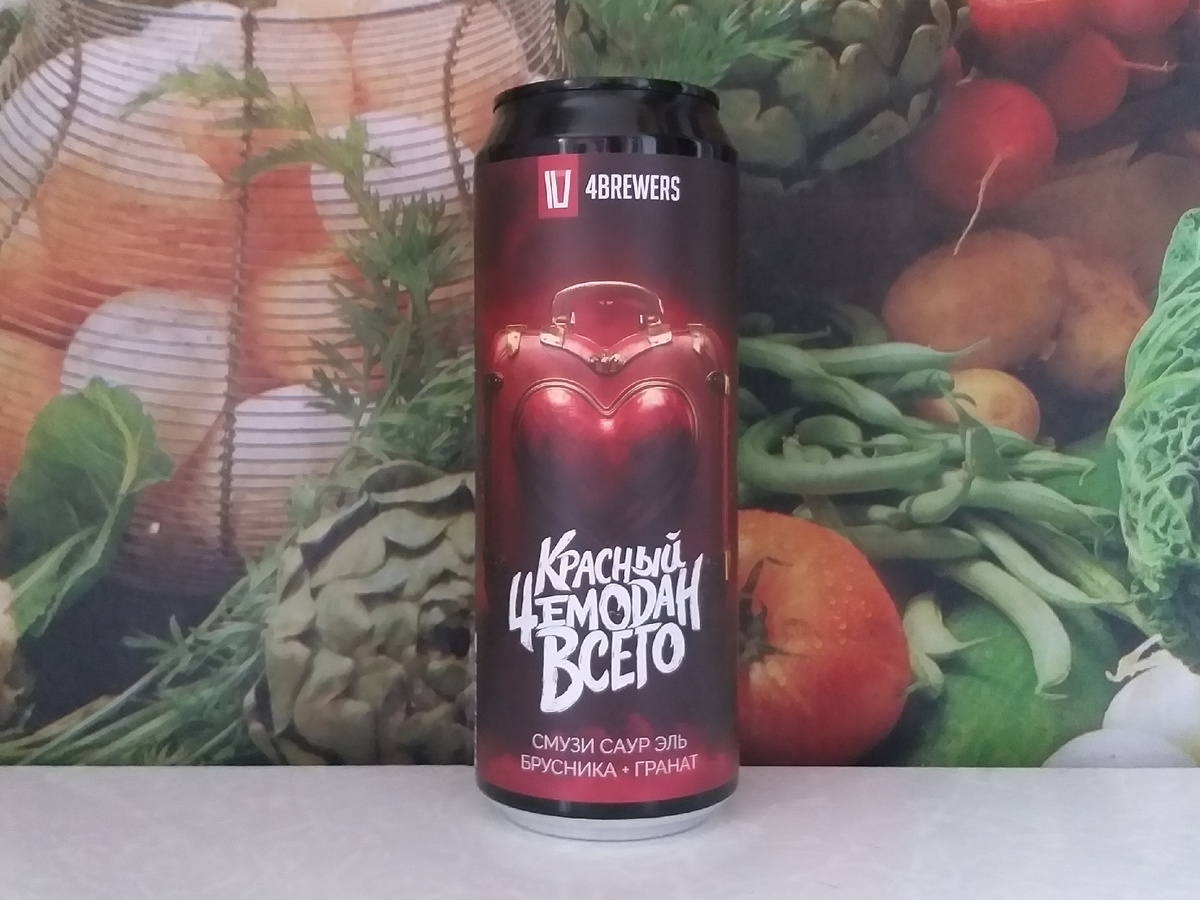 4BREWERS
КРАСНЫЙ
ЧЕМОДАН
ВСЕГО
СМУЗИ САУР ЭЛЬ
БРУСНИКА + ГРАНАТ